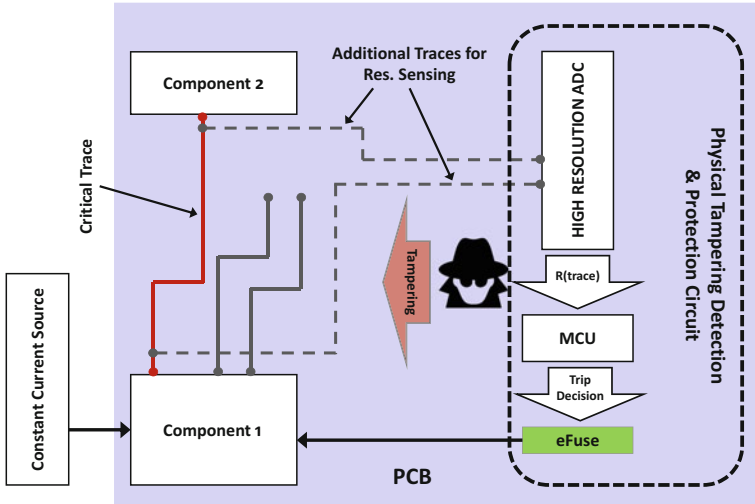 Component 2
Additional Traces for
Res. Sensing
Critical Trace
HIGH RESOLUTION ADC
Physical Tampering Detection
& Protection Circuit
Tampering
R(trace)
MCU
Trip
Decision
eFuse
Constant Current Source
Component 1
PCB